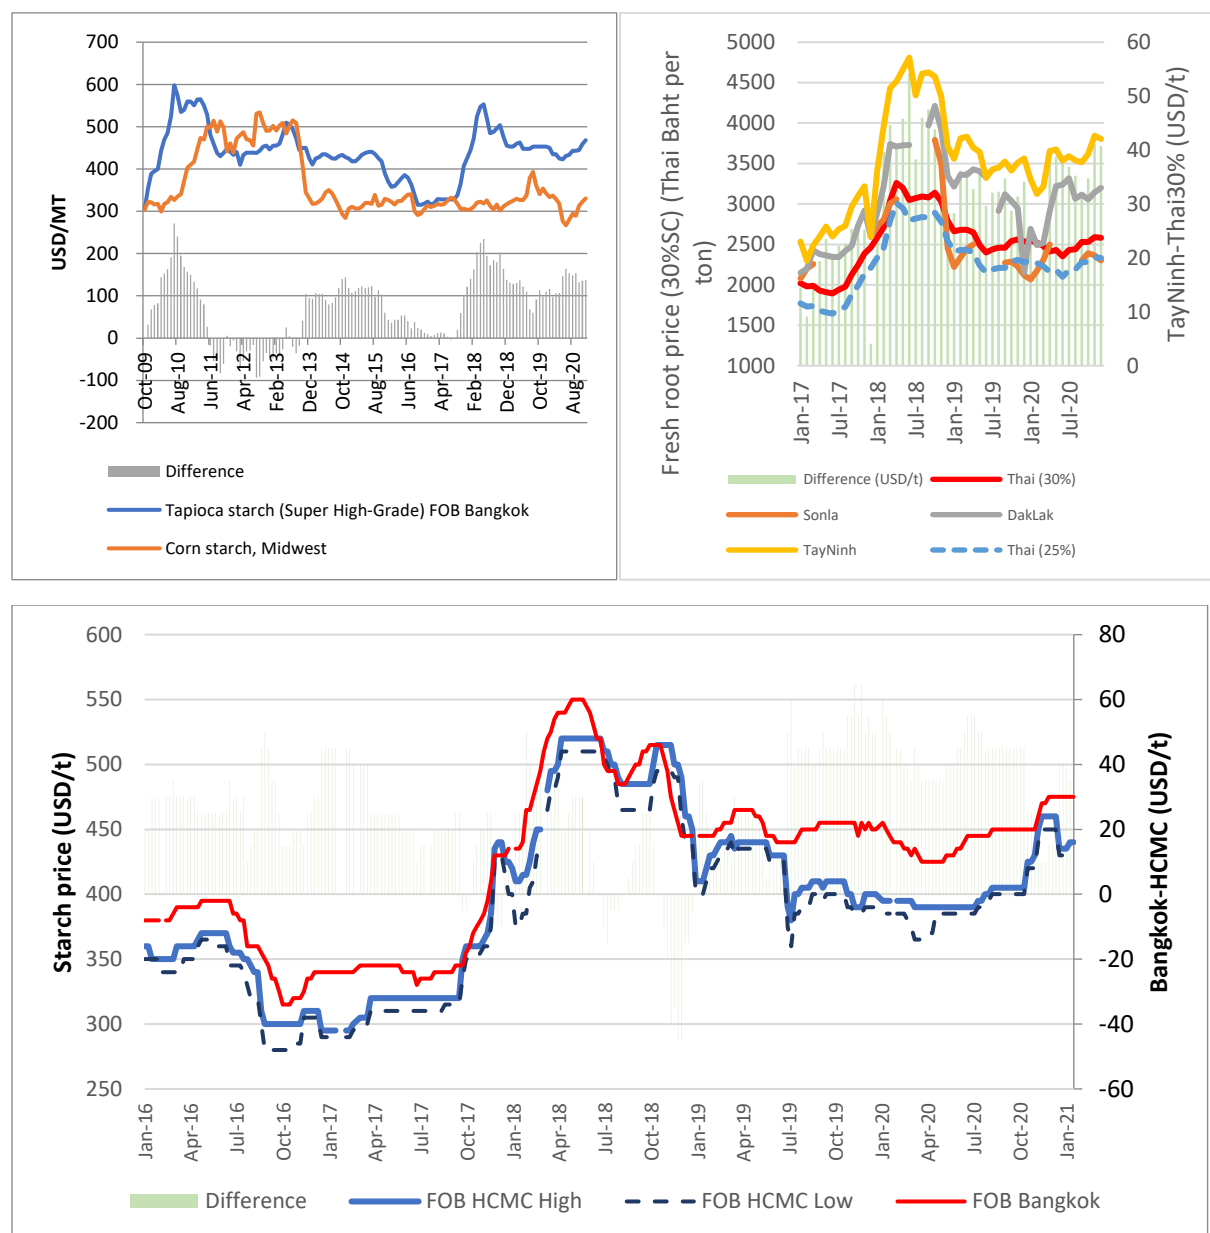 700
600
500
400
300
200
100
0
-100
-200
USD/MT
Oct-09
Aug-10
Jun-11
Apr-12
Feb-13
Dec-13
Oct-14
Aug-15
Jun-16
Apr-17
Feb-18
Dec-18
Oct-19
Aug-20
Difference
Tapioca starch (Super High-Grade) FOB Bangkok
Corn starch, Midwest
Fresh root price (30%SC) (Thai Baht per
ton)
5000
4500
4000
3500
3000
2500
2000
1500
1000
60
50
40
30
20
10
0
TayNinh-Thai30% (USD/t)
Jan-17
Jul-17
Jan-18
Jul-18
Jan-19
Jul-19
Jan-20
Jul-20
Difference (USD/t)
Thai (30%)
Sonla
DakLak
TayNinh
Thai (25%)
Starch price (USD/t)
600
550
500
450
400
350
300
250
80
60
40
20
0
-20
-40
-60
Bangkok-HCMC (USD/t)
Jan-16
Apr-16
Jul-16
Oct-16
Jan-17
Apr-17
Jul-17
Oct-17
Jan-18
Apr-18
Jul-18
Oct-18
Jan-19
Apr-19
Jul-19
Oct-19
Jan-20
Apr-20
Jul-20
Oct-20
Jan-21
Difference
FOB HCMC High
FOB HCMC Low
FOB Bangkok